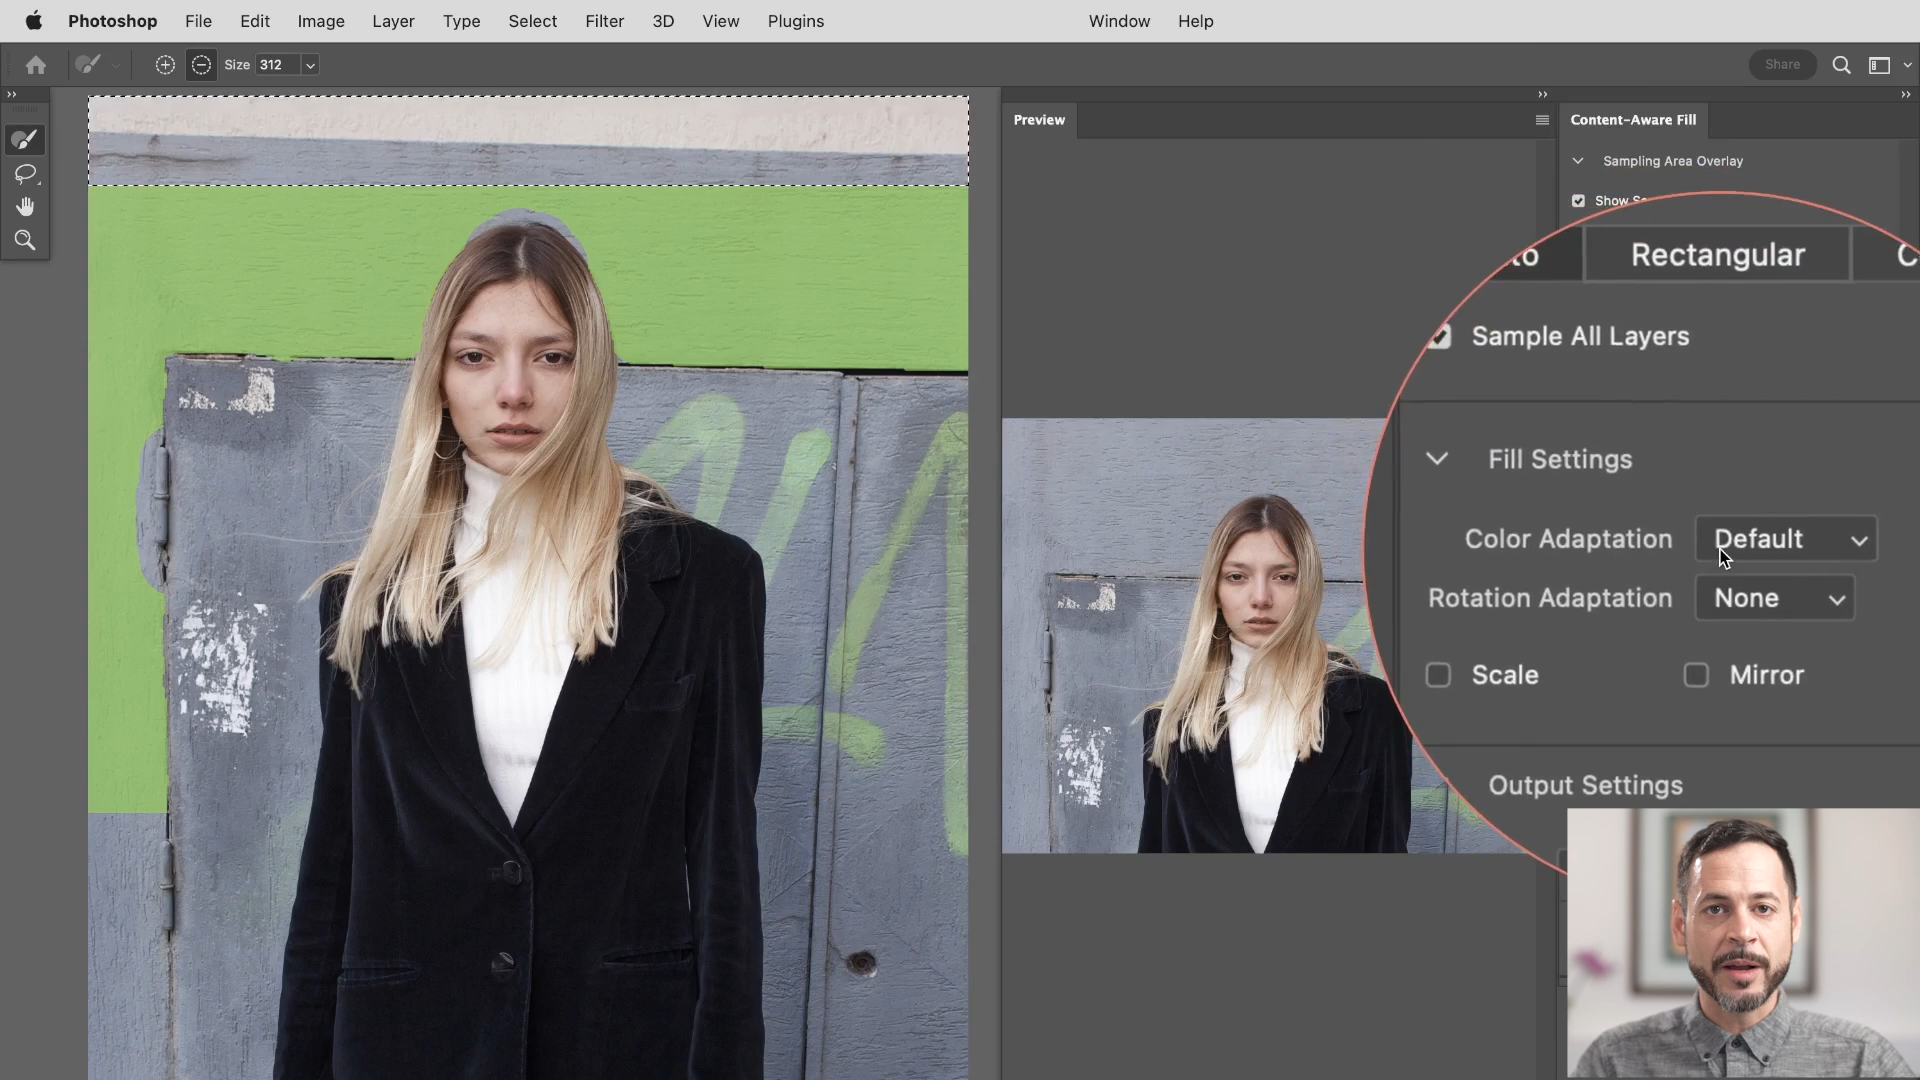 Photoshop File Edit Image Layer Type Select Filter 3D View Plugins Window Help
Size 312
Share
Preview
Content-Aware Fill
Sampling Area Overlay
Show
Rectangular
Sample All Layers
Fill Settings
Color Adaptation Default
Rotation Adaptation None
Scale Mirror
Output Settings